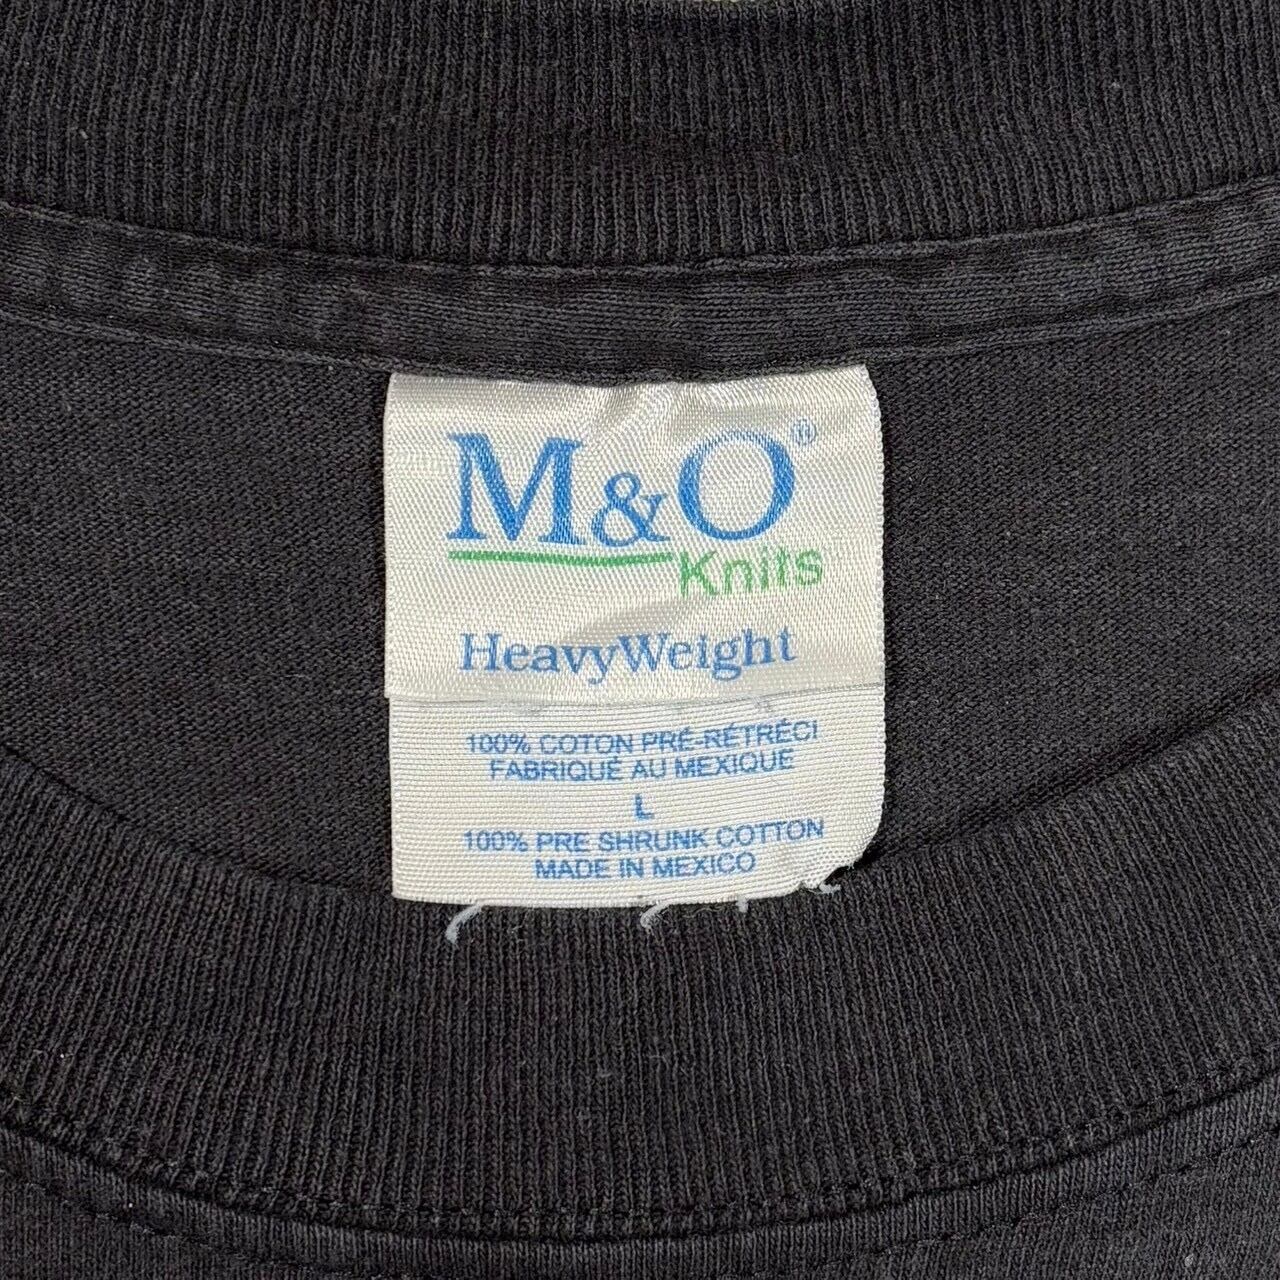 M&O®
Knits
HeavyWeight
100% COTON PRÉ-RÉTRÉCI
FABRIQUÉ AU MEXIQUE
L
100% PRE SHRUNK COTTON
MADE IN MEXICO